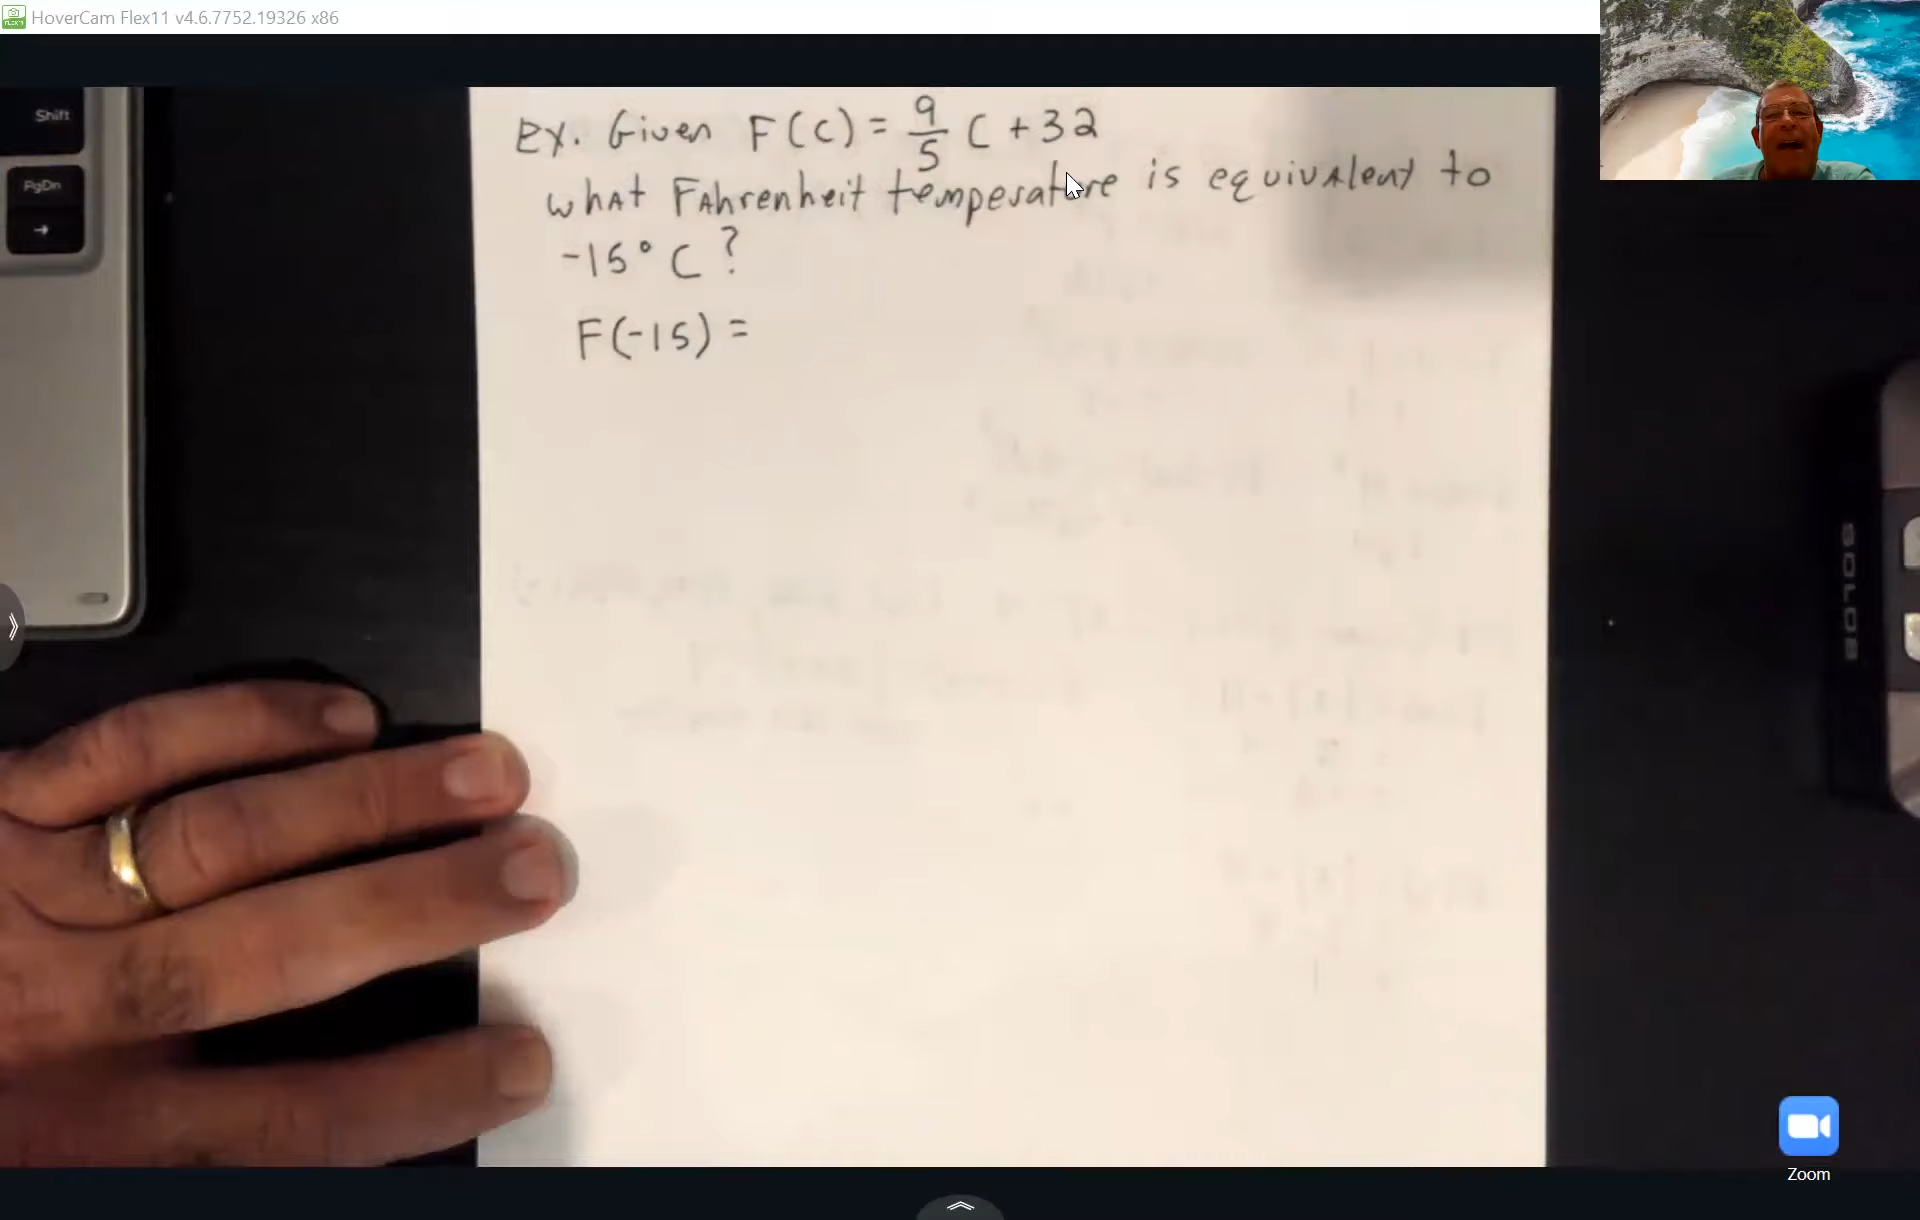 HoverCam Flex11 v4.6.7752.19326 x86
Shift
PgDn
→
Ex. Given F(C) = 9/5 C + 32
what Fahrenheit temperature is equivalent to
-15° C ?
F(-15) =
SOLOS
Zoom